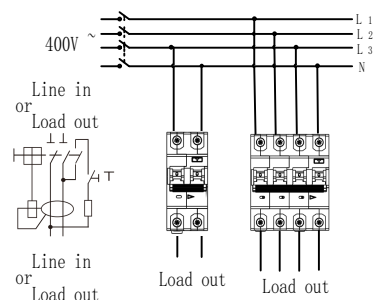 L 1
L 2
400V ~
L 3
N
Line in
or
Load out
Line in
or
Load out
Load out
Load out